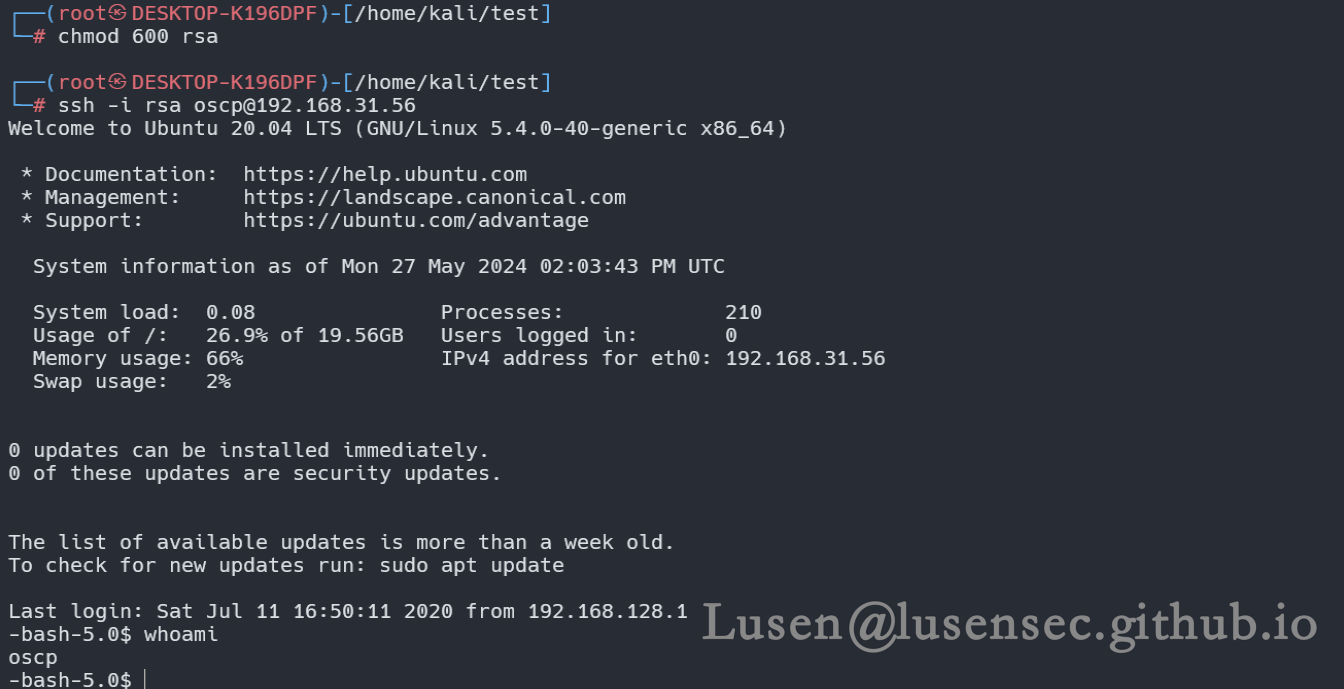 ┌──(root㉿DESKTOP-K196DPF)-[/home/kali/test]
└─# chmod 600 rsa
┌──(root㉿DESKTOP-K196DPF)-[/home/kali/test]
└─# ssh -i rsa oscp@192.168.31.56
Welcome to Ubuntu 20.04 LTS (GNU/Linux 5.4.0-40-generic x86_64)
* Documentation:  https://help.ubuntu.com
* Management:     https://landscape.canonical.com
* Support:        https://ubuntu.com/advantage
System information as of Mon 27 May 2024 02:03:43 PM UTC
System load:  0.08               Processes:             210
Usage of /:   26.9% of 19.56GB   Users logged in:       0
Memory usage: 66%                IPv4 address for eth0: 192.168.31.56
Swap usage:   2%
0 updates can be installed immediately.
0 of these updates are security updates.
The list of available updates is more than a week old.
To check for new updates run: sudo apt update
Last login: Sat Jul 11 16:50:11 2020 from 192.168.128.1
-bash-5.0$ whoami
oscp
-bash-5.0$
Lusen@lusensec.github.io